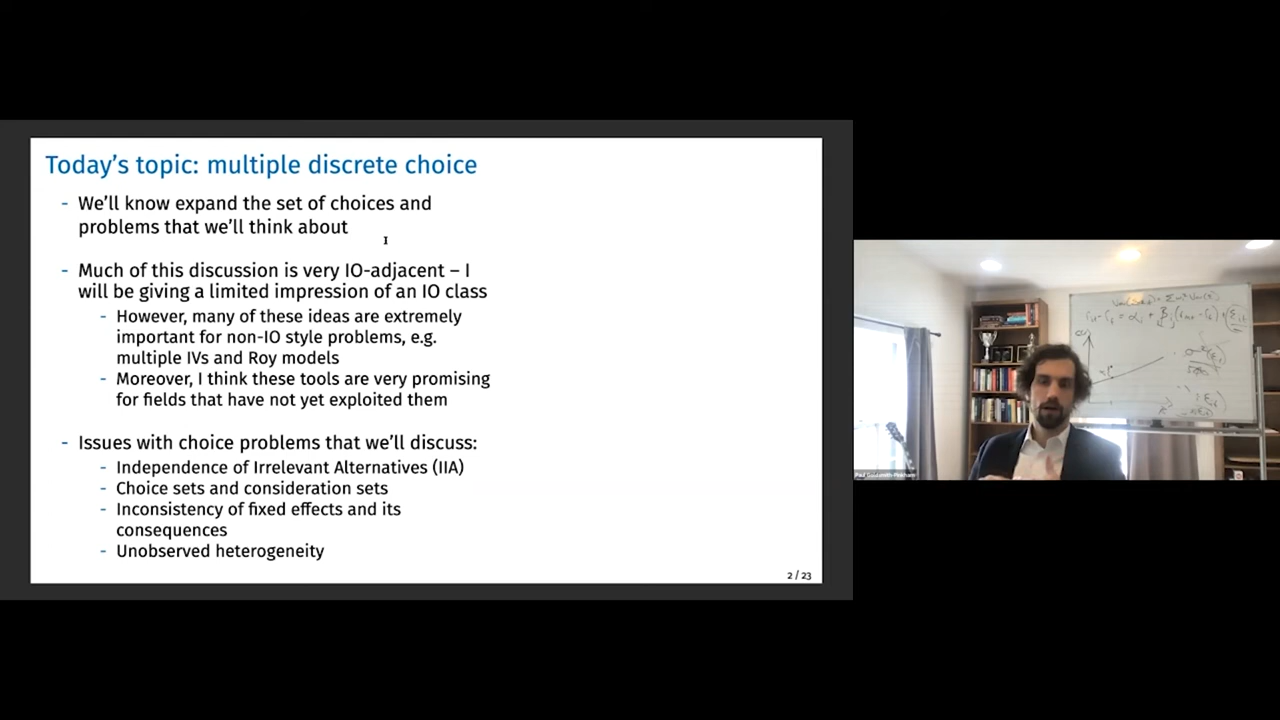 Today's topic: multiple discrete choice
- We'll know expand the set of choices and
problems that we'll think about
- Much of this discussion is very IO-adjacent – I
will be giving a limited impression of an IO class
- However, many of these ideas are extremely
important for non-IO style problems, e.g.
multiple IVs and Roy models
- Moreover, I think these tools are very promising
for fields that have not yet exploited them
- Issues with choice problems that we'll discuss:
- Independence of Irrelevant Alternatives (IIA)
- Choice sets and consideration sets
- Inconsistency of fixed effects and its
consequences
- Unobserved heterogeneity
2 / 23
Paul Goldsmith-Pinkham